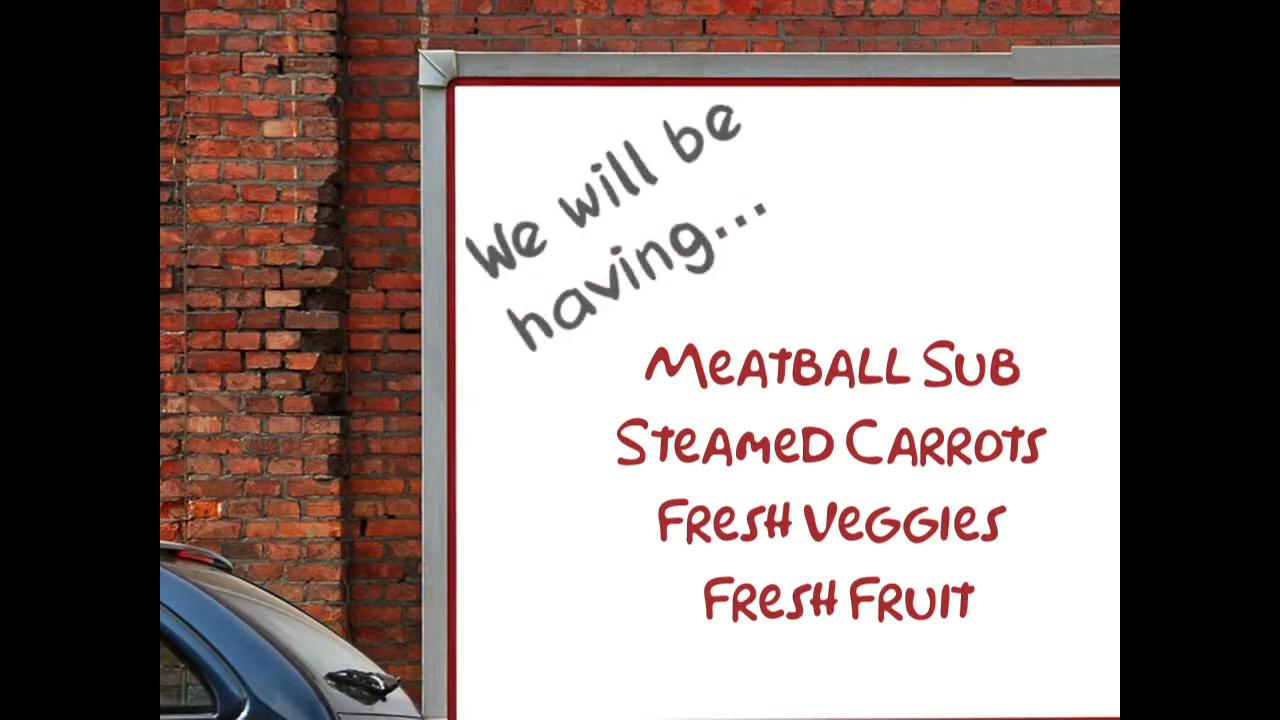 We will be
having...
Meatball Sub
Steamed Carrots
Fresh Veggies
Fresh Fruit